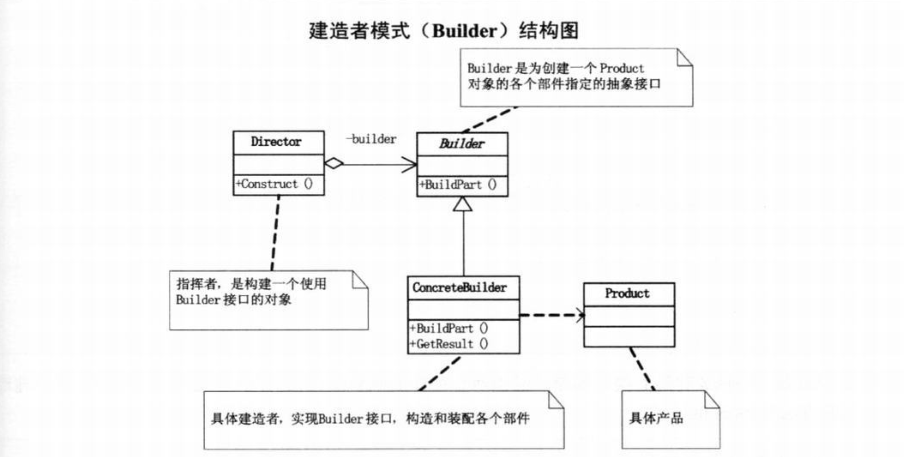 建造者模式（Builder）结构图
Builder是为创建一个Product
对象的各个部件指定的抽象接口
Director
-builder
Builder
+Construct()
+BuildPart()
指挥者，是构建一个使用
Builder接口的对象
ConcreteBuilder
Product
+BuildPart()
+GetResult()
具体建造者，实现Builder接口，构造和装配各个部件
具体产品